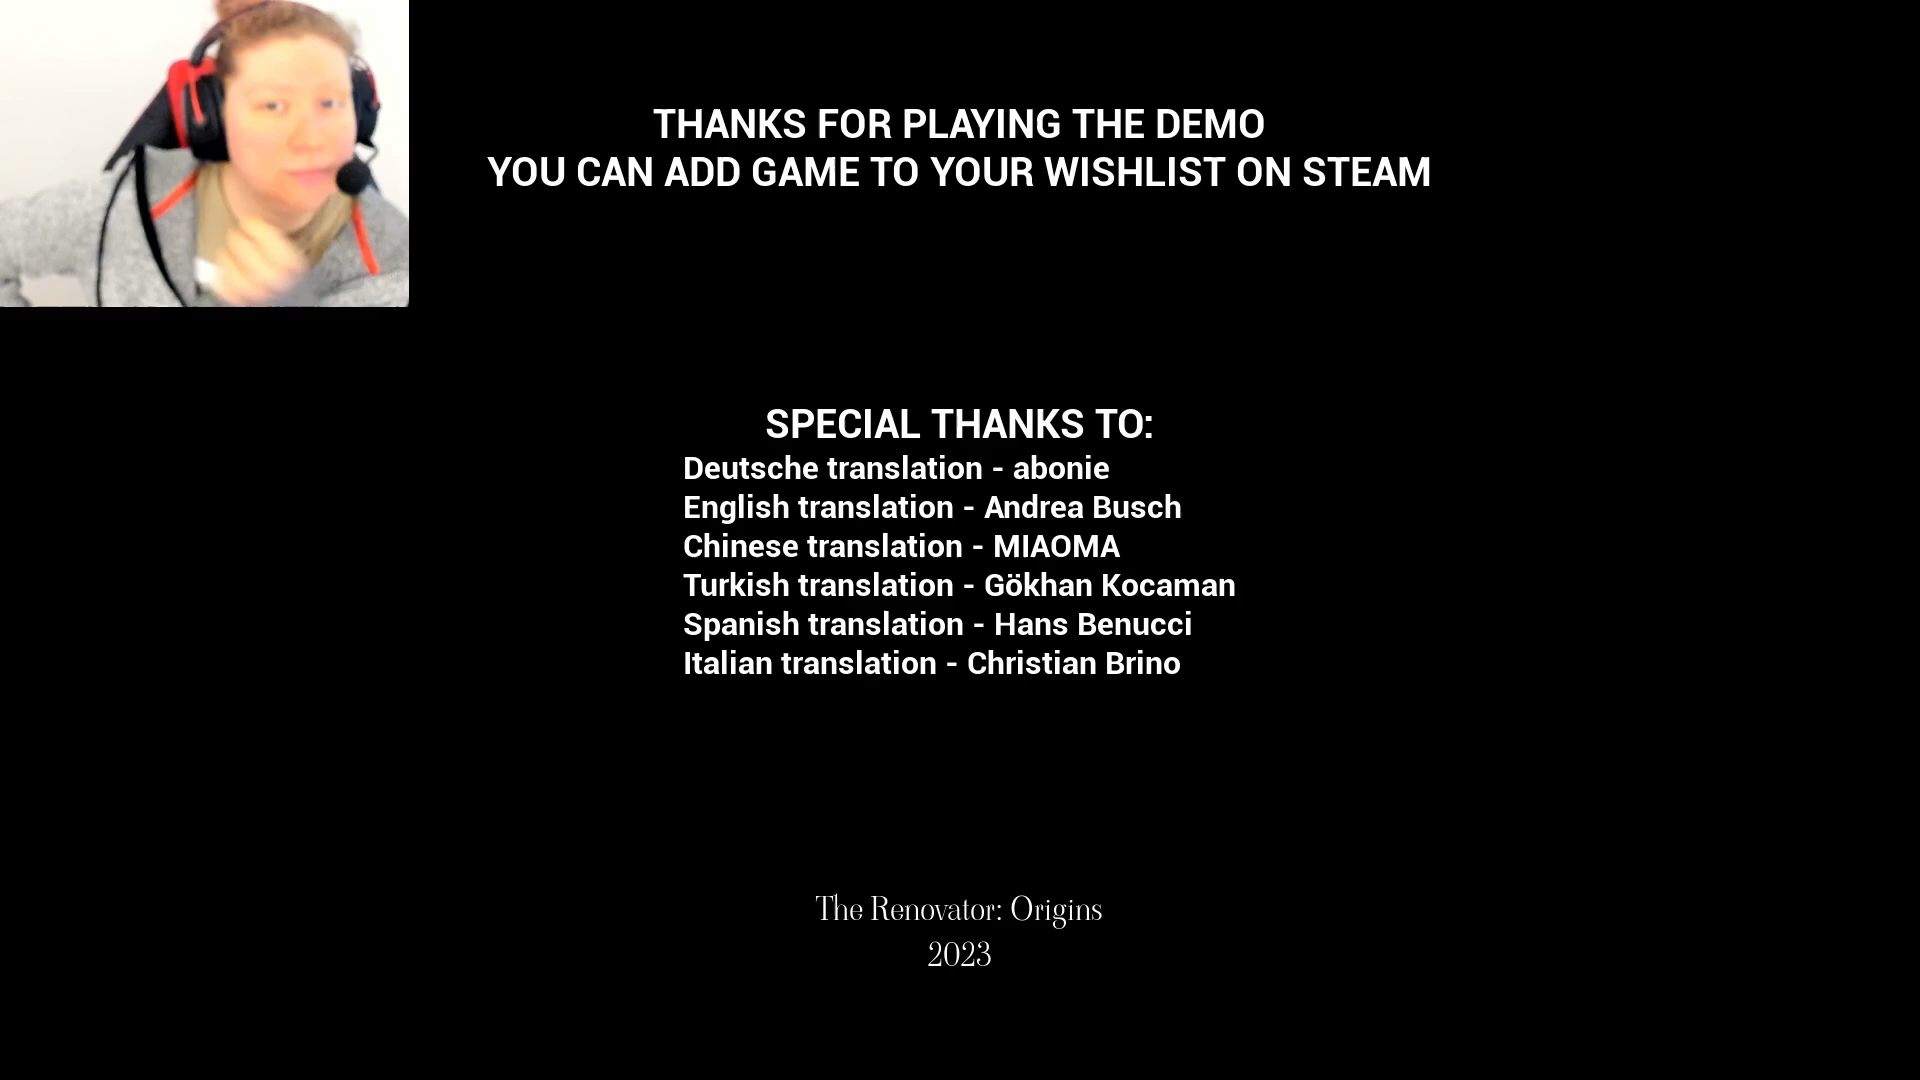 THANKS FOR PLAYING THE DEMO
YOU CAN ADD GAME TO YOUR WISHLIST ON STEAM
SPECIAL THANKS TO:
Deutsche translation - abonie
English translation - Andrea Busch
Chinese translation - MIAOMA
Turkish translation - Gökhan Kocaman
Spanish translation - Hans Benucci
Italian translation - Christian Brino
The Renovator: Origins
2023